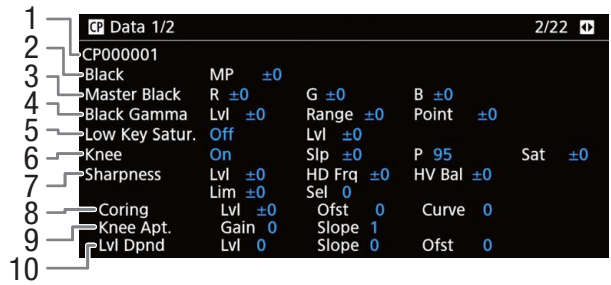 CP Data 1/2 2/22
1 CP000001
2 Black MP ±0
3 Master Black R ±0 G ±0 B ±0
4 Black Gamma Lvl ±0 Range ±0 Point ±0
5 Low Key Satur. Off Lvl ±0
6 Knee On Slp ±0 P 95 Sat ±0
7 Sharpness Lvl ±0 HD Frq ±0 HV Bal ±0
Lim ±0 Sel 0
8 Coring Lvl ±0 Ofst 0 Curve 0
9 Knee Apt. Gain 0 Slope 1
10 Lvl Dpnd Lvl 0 Slope 0 Ofst 0